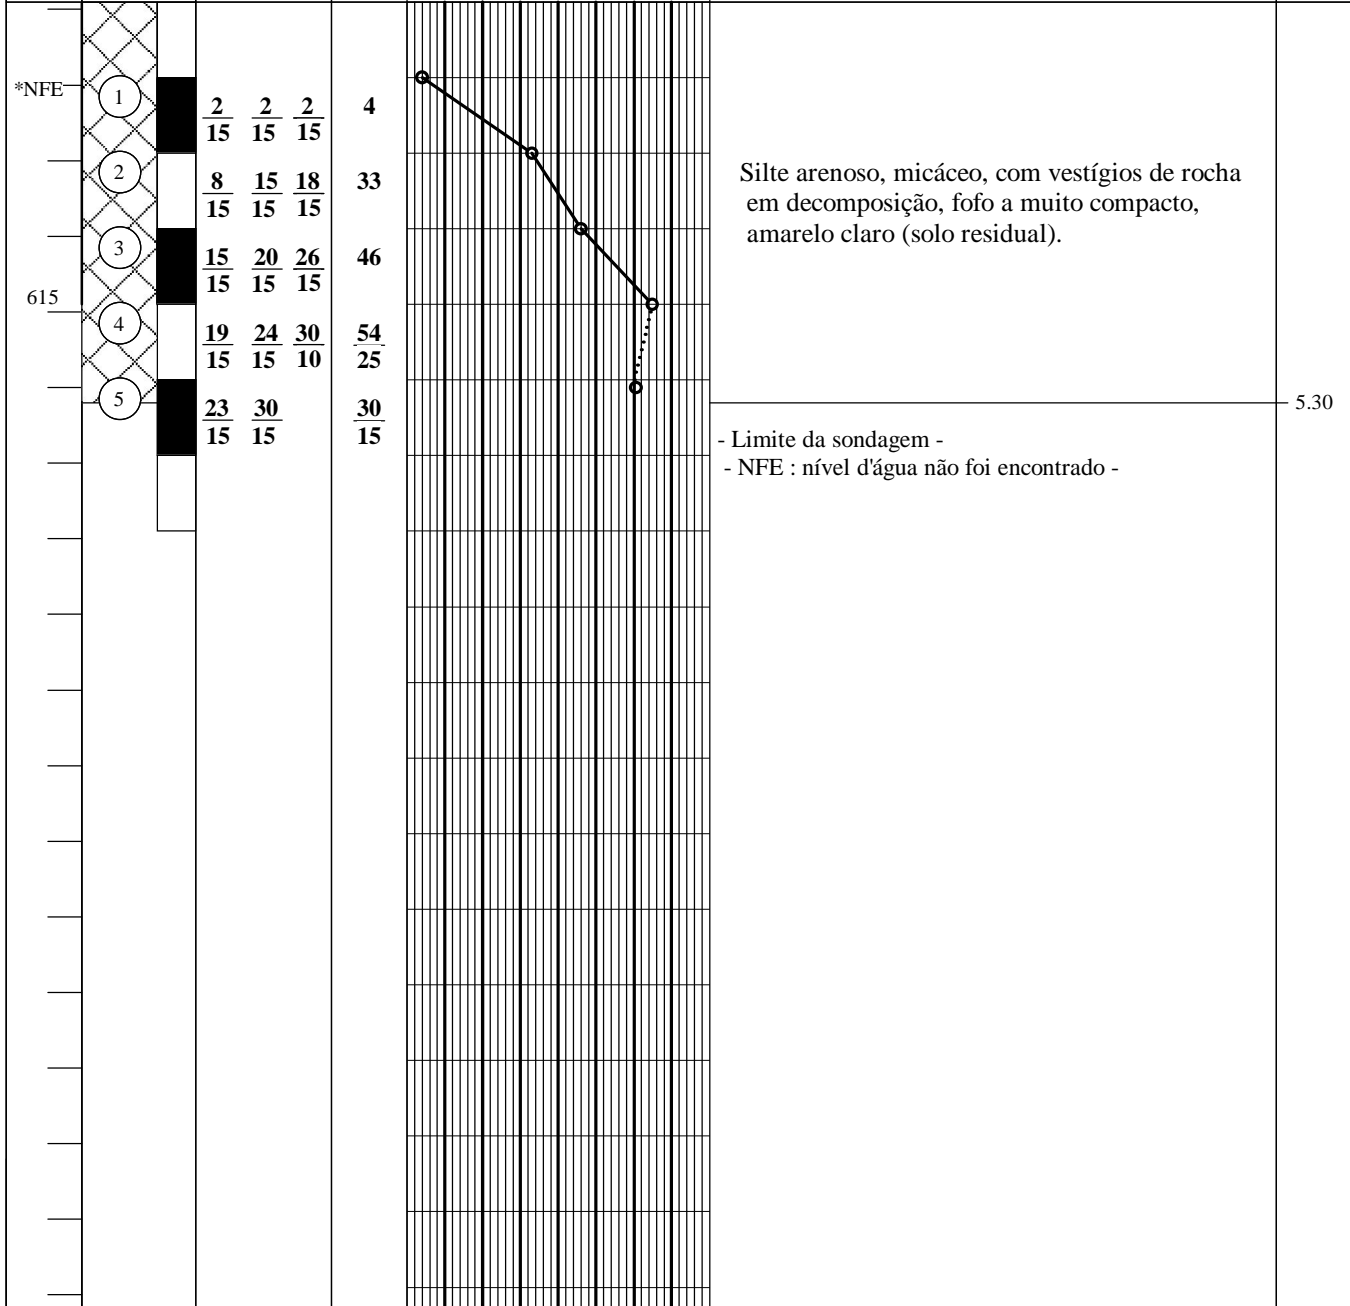 *NFE
1
2 2 2 4
15 15 15
2
8 15 18 33
15 15 15
Silte arenoso, micáceo, com vestígios de rocha
em decomposição, fofo a muito compacto,
amarelo claro (solo residual).
3
15 20 26 46
15 15 15
615
4
19 24 30 54
15 15 10 25
5
5.30
23 30 30
15 15 15
- Limite da sondagem -
- NFE : nível d'água não foi encontrado -